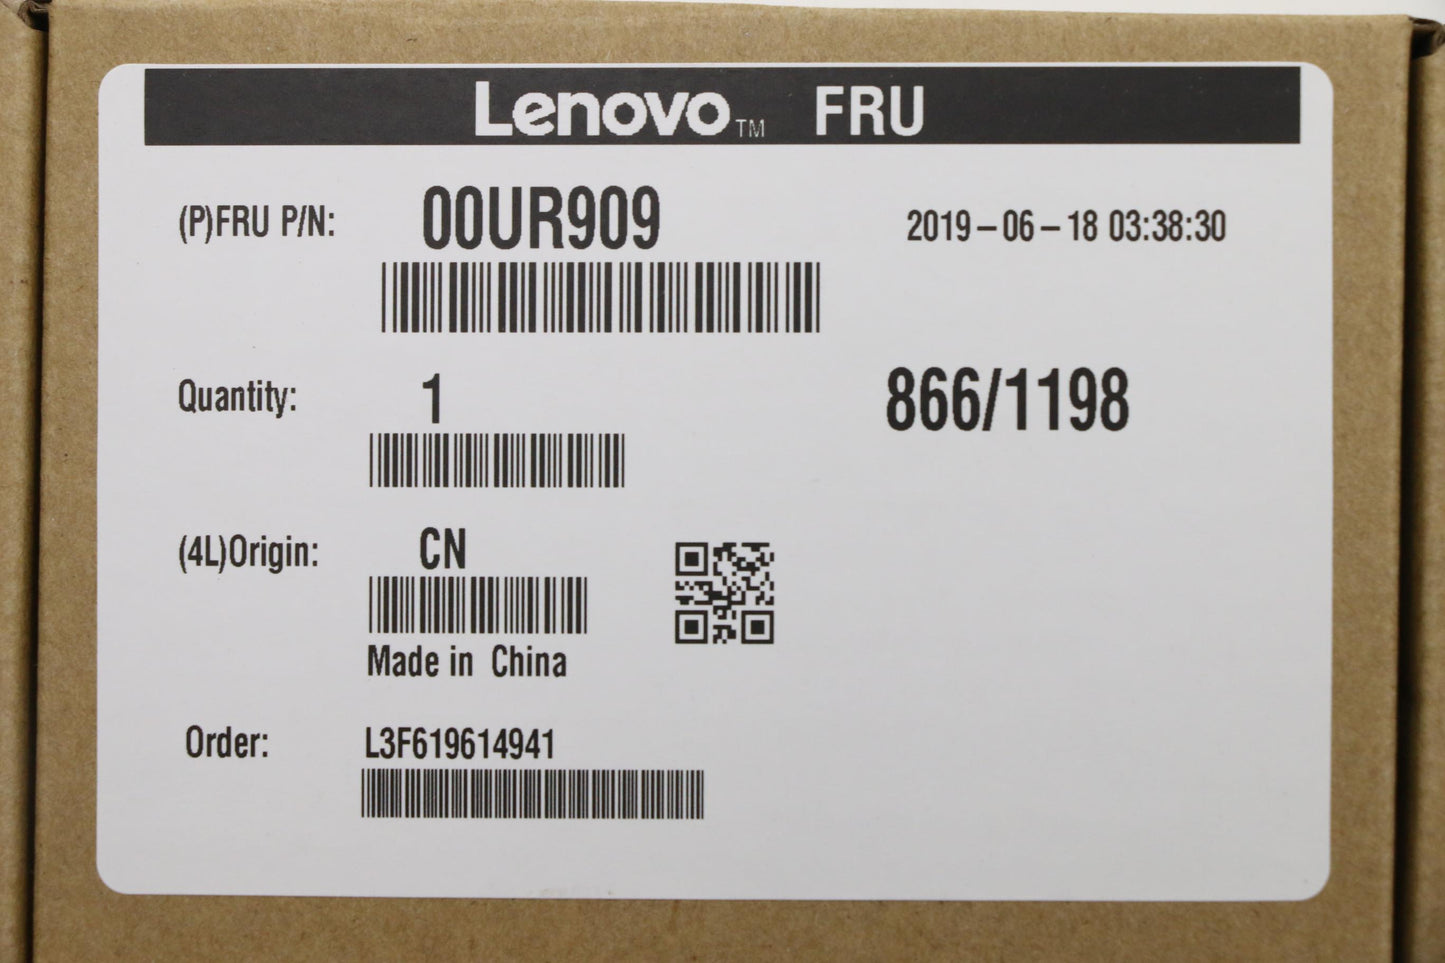 Lenovo™ FRU
(P)FRU P/N: 00UR909 2019-06-18 03:38:30
Quantity: 1 866/1198
(4L)Origin: CN
Made in China
Order: L3F619614941